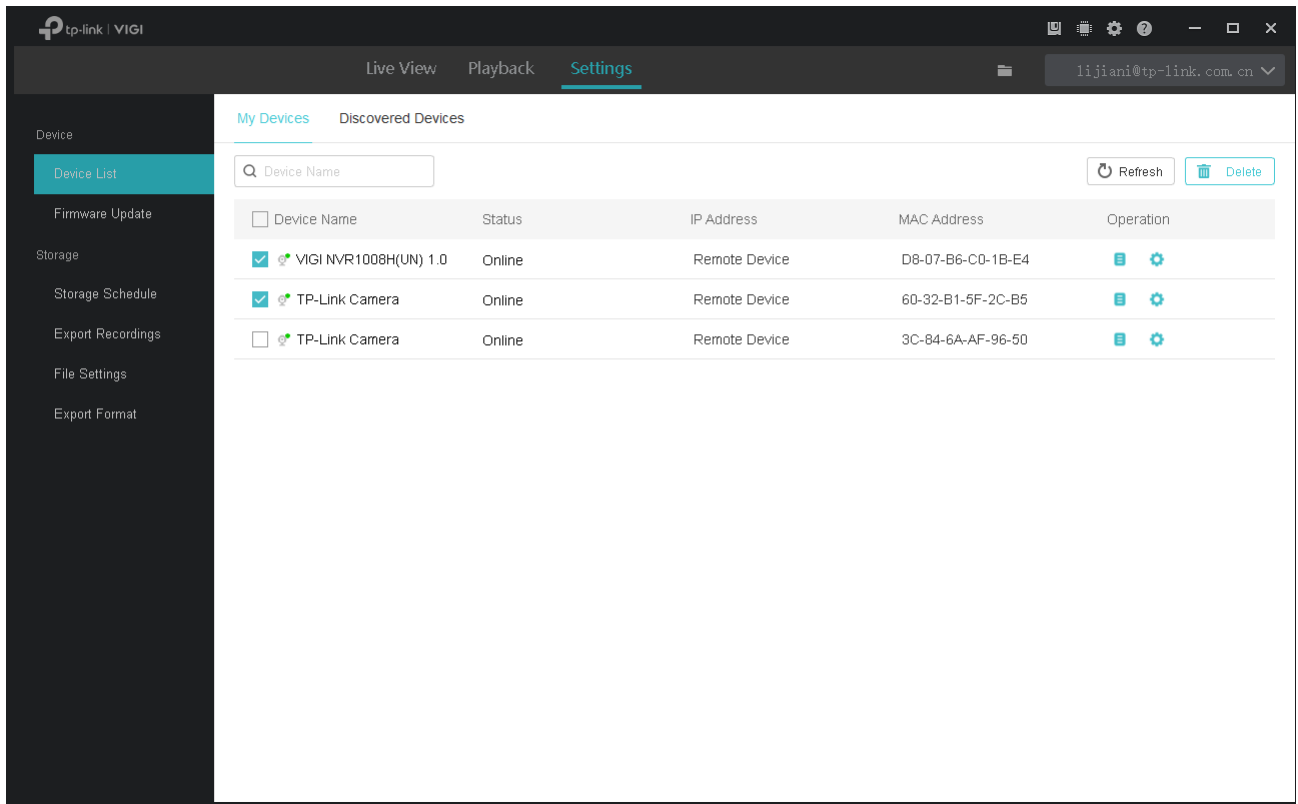 tp-link | VIGI
Live View Playback Settings lijiani@tp-link.com.cn
My Devices Discovered Devices
Device
Device List
Firmware Update
Storage
Storage Schedule
Export Recordings
File Settings
Export Format
Device Name Refresh Delete
Device Name Status IP Address MAC Address Operation
VIGI NVR1008H(UN) 1.0 Online Remote Device D8-07-B6-C0-1B-E4
TP-Link Camera Online Remote Device 60-32-B1-5F-2C-B5
TP-Link Camera Online Remote Device 3C-84-6A-AF-96-50